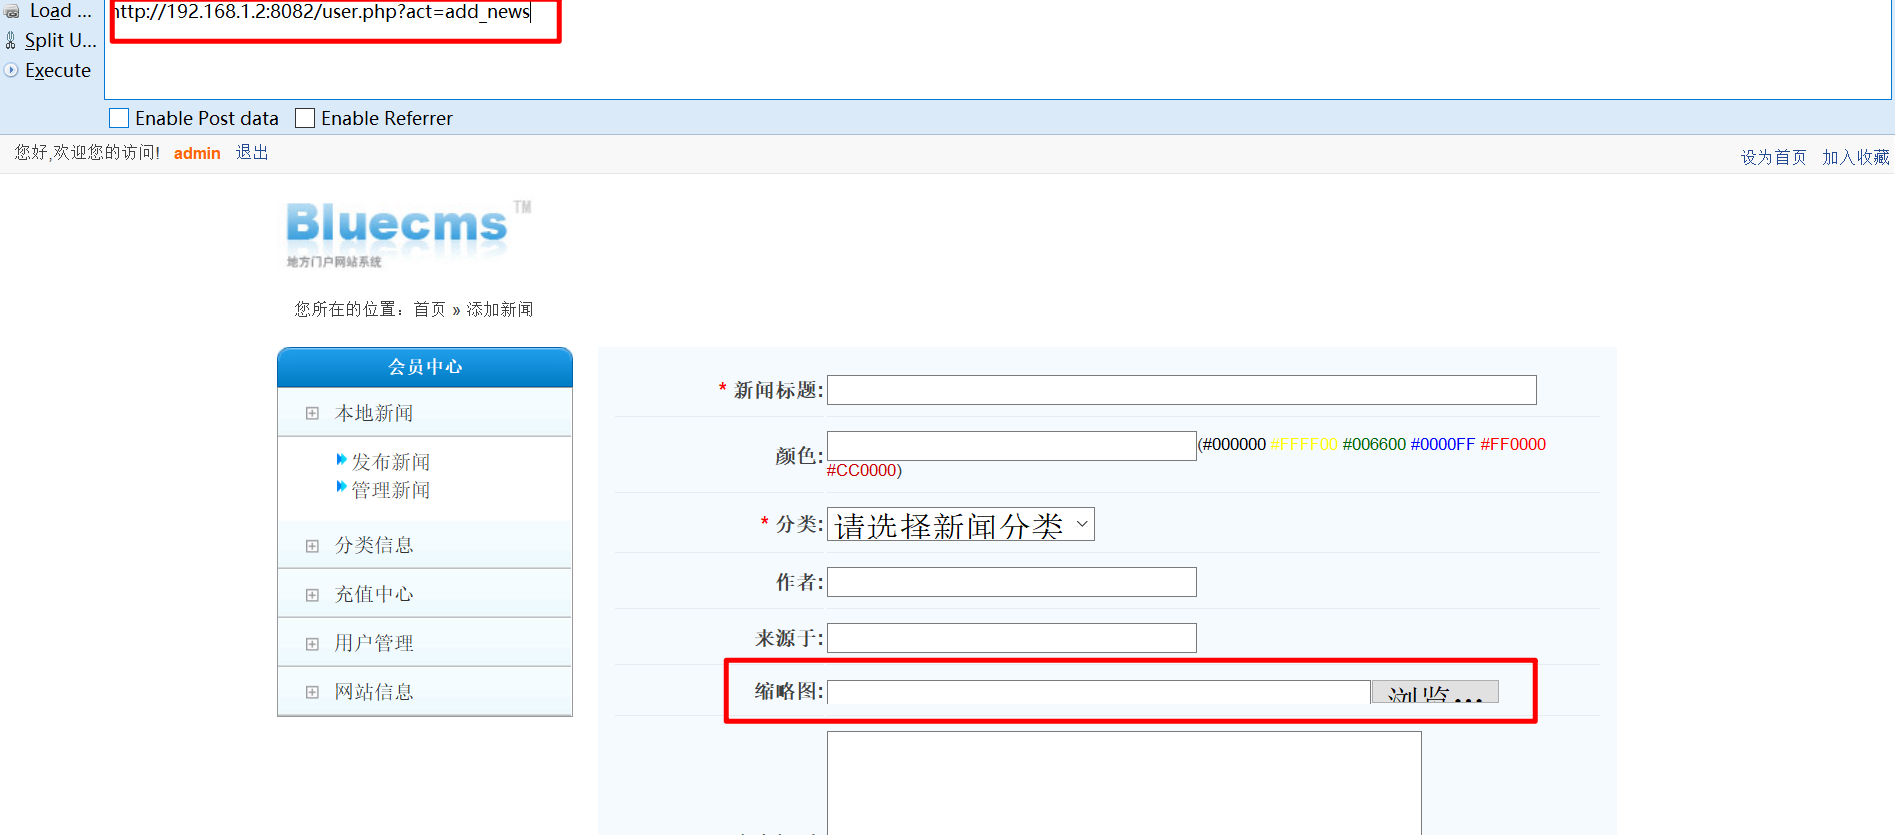 Load ...
http://192.168.1.2:8082/user.php?act=add_news
Split U...
Execute
Enable Post data Enable Referrer
您好,欢迎您的访问! admin 退出
设为首页 加入收藏
Bluecms TM
地方门户网站系统
您所在的位置：首页 » 添加新闻
会员中心
本地新闻
发布新闻
管理新闻
分类信息
充值中心
用户管理
网站信息
* 新闻标题:
颜色: (#000000 #FFFF00 #006600 #0000FF #FF0000
#CC0000)
* 分类: 请选择新闻分类
作者:
来源于:
缩略图: 浏览...